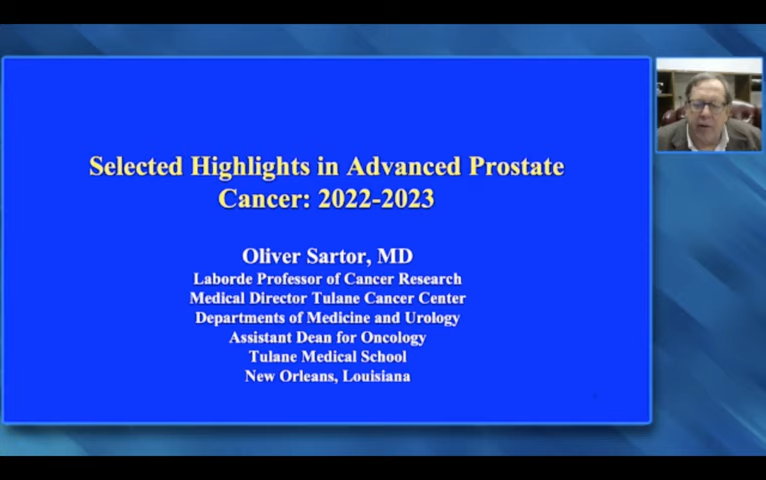 Selected Highlights in Advanced Prostate
Cancer: 2022-2023
Oliver Sartor, MD
Laborde Professor of Cancer Research
Medical Director Tulane Cancer Center
Departments of Medicine and Urology
Assistant Dean for Oncology
Tulane Medical School
New Orleans, Louisiana